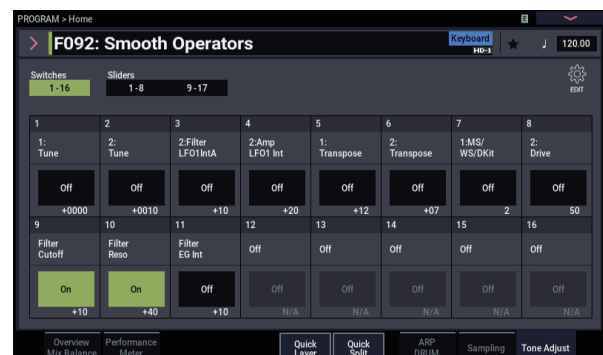 PROGRAM > Home
E
F092: Smooth Operators
Keyboard
HD-1
♩ 120.00
Switches
1-16
Sliders
1-8 9-17
EDIT
1 2 3 4 5 6 7 8
1: 2: 2:Filter 2:Amp 1: 2: 1:MS/ 2:
Tune Tune LFO1IntA LFO1 Int Transpose Transpose WS/DKit Drive
Off Off Off Off Off Off Off Off
+0000 +0010 +10 +20 +12 +07 2 50
9 10 11 12 13 14 15 16
Filter Filter Filter Off Off Off Off Off
Cutoff Reso EG Int
On On Off Off Off Off Off Off
+10 +40 +10 N/A N/A N/A N/A N/A
Overview Performance Quick Quick ARP Sampling Tone Adjust
Mix Balance Meter Layer Split DRUM